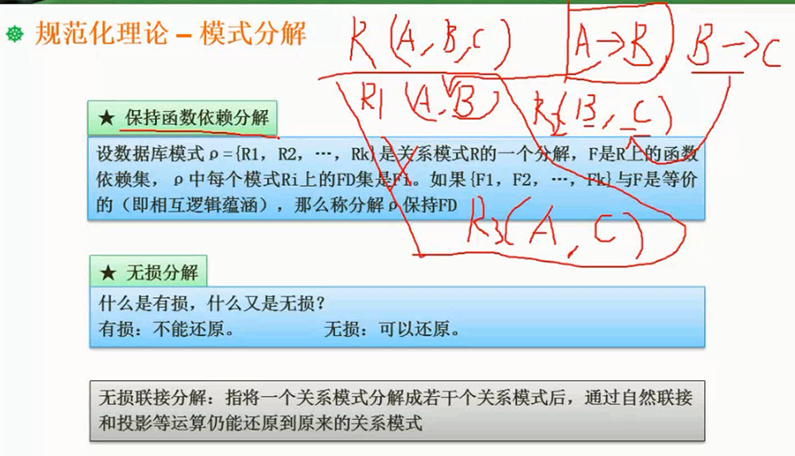 规范化理论 – 模式分解
R (A, B, C)
A→B
B→C
R1 (A, B)
R2(B, C)
★ 保持函数依赖分解
设数据库模式ρ={R1, R2, …, Rk}是关系模式R的一个分解，F是R上的函数
依赖集，ρ中每个模式Ri上的FD集是Fi。如果{F1, F2, …, Fk}与F是等价
的（即相互逻辑蕴涵），那么称分解ρ保持FD
R3(A, C)
★ 无损分解
什么是有损，什么又是无损？
有损：不能还原。 无损：可以还原。
无损联接分解：指将一个关系模式分解成若干个关系模式后，通过自然联接
和投影等运算仍能还原到原来的关系模式